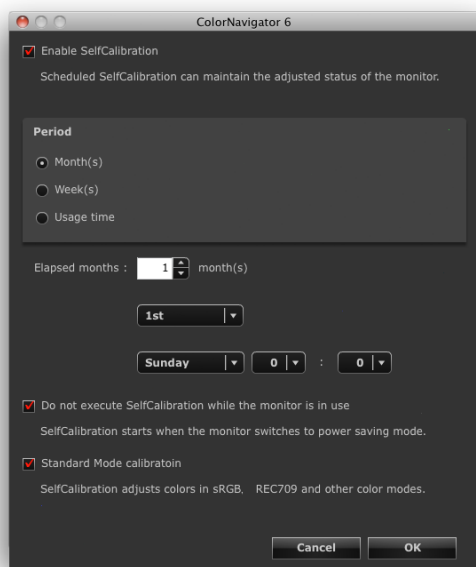 ColorNavigator 6
Enable SelfCalibration
Scheduled SelfCalibration can maintain the adjusted status of the monitor.
Period
Month(s)
Week(s)
Usage time
Elapsed months : 1 month(s)
1st
Sunday 0 : 0
Do not execute SelfCalibration while the monitor is in use
SelfCalibration starts when the monitor switches to power saving mode.
Standard Mode calibratoin
SelfCalibration adjusts colors in sRGB, REC709 and other color modes.
Cancel OK